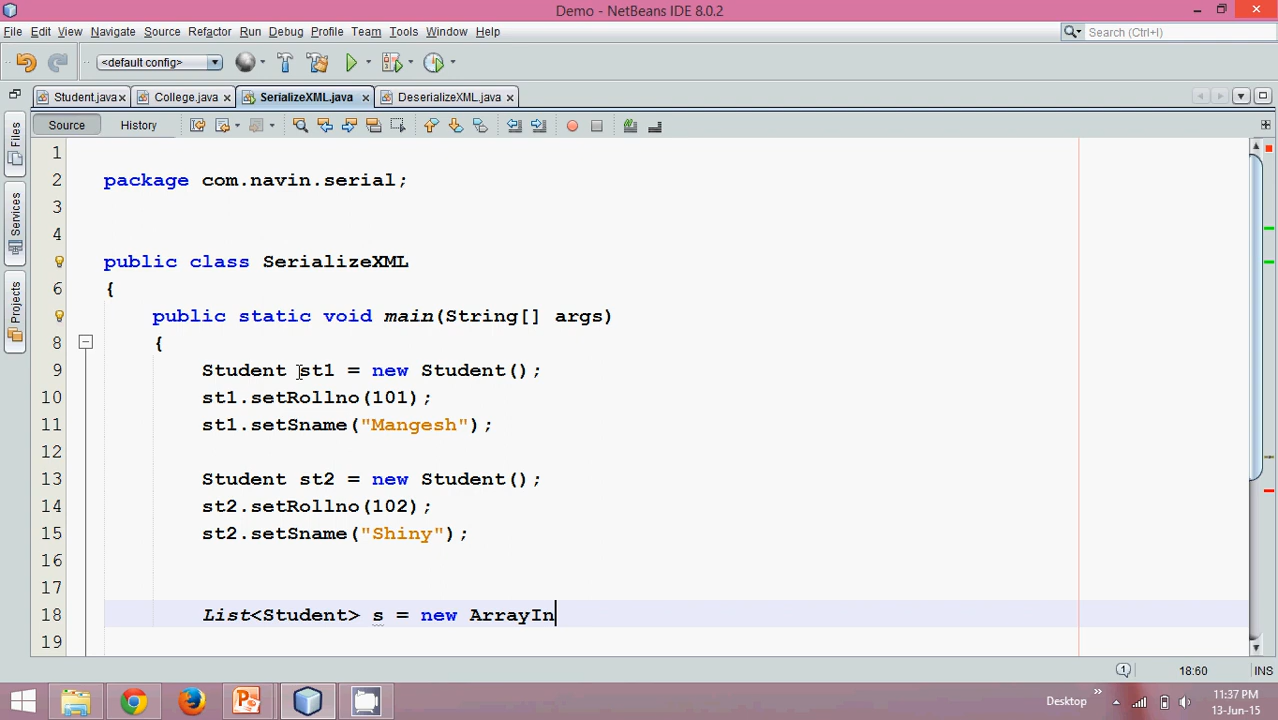 Demo - NetBeans IDE 8.0.2
File Edit View Navigate Source Refactor Run Debug Profile Team Tools Window Help
Search (Ctrl+I)
<default config>
Student.java College.java SerializeXML.java DeserializeXML.java
Source History
Files
Services
Projects
1
2 package com.navin.serial;
3
4
public class SerializeXML
6 {
public static void main(String[] args)
8 {
9 Student st1 = new Student();
10 st1.setRollno(101);
11 st1.setSname("Mangesh");
12
13 Student st2 = new Student();
14 st2.setRollno(102);
15 st2.setSname("Shiny");
16
17
18 List<Student> s = new ArrayIn
19
1 18:60 INS
Desktop
11:37 PM
13-Jun-15